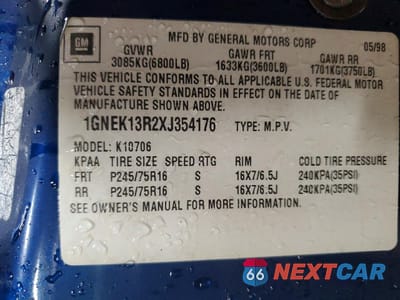 GM
MFD BY GENERAL MOTORS CORP 05/98
GVWR GAWR FRT GAWR RR
3085KG(6800LB) 1633KG(3600LB) 1701KG(3750LB)
THIS VEHICLE CONFORMS TO ALL APPLICABLE U.S. FEDERAL MOTOR
VEHICLE SAFETY STANDARDS IN EFFECT ON THE DATE OF
MANUFACTURE SHOWN ABOVE.
1GNEK13R2XJ354176 TYPE: M.P.V.
MODEL: K10706
KPAA TIRE SIZE SPEED RTG RIM COLD TIRE PRESSURE
FRT P245/75R16 S 16X7/6.5J 240KPA(35PSI)
RR P245/75R16 S 16X7/6.5J 240KPA(35PSI)
SEE OWNER'S MANUAL FOR MORE INFORMATION.
66 NEXTCAR